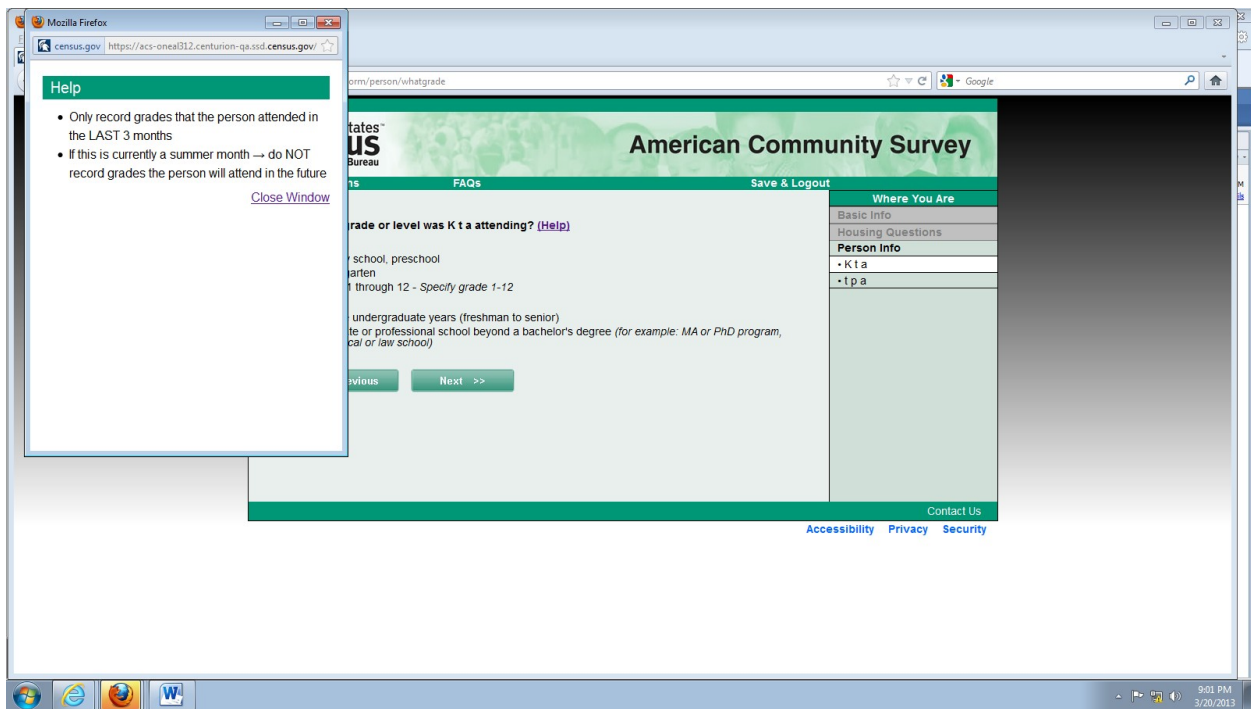 Mozilla Firefox
census.gov https://acs-oneal312.centurion-qa.ssd.census.gov/
Help
• Only record grades that the person attended in
the LAST 3 months
• If this is currently a summer month → do NOT
record grades the person will attend in the future
Close Window
orm/person/whatgrade
Google
tates
us
Bureau
American Community Survey
ns FAQs Save & Logout
Where You Are
Basic Info
Housing Questions
Person Info
• K t a
• t p a
rade or level was K t a attending? (Help)
school, preschool
garten
1 through 12 - Specify grade 1-12
undergraduate years (freshman to senior)
te or professional school beyond a bachelor's degree (for example: MA or PhD program,
cal or law school)
evious Next >>
Contact Us
Accessibility Privacy Security
9:01 PM
3/20/2013